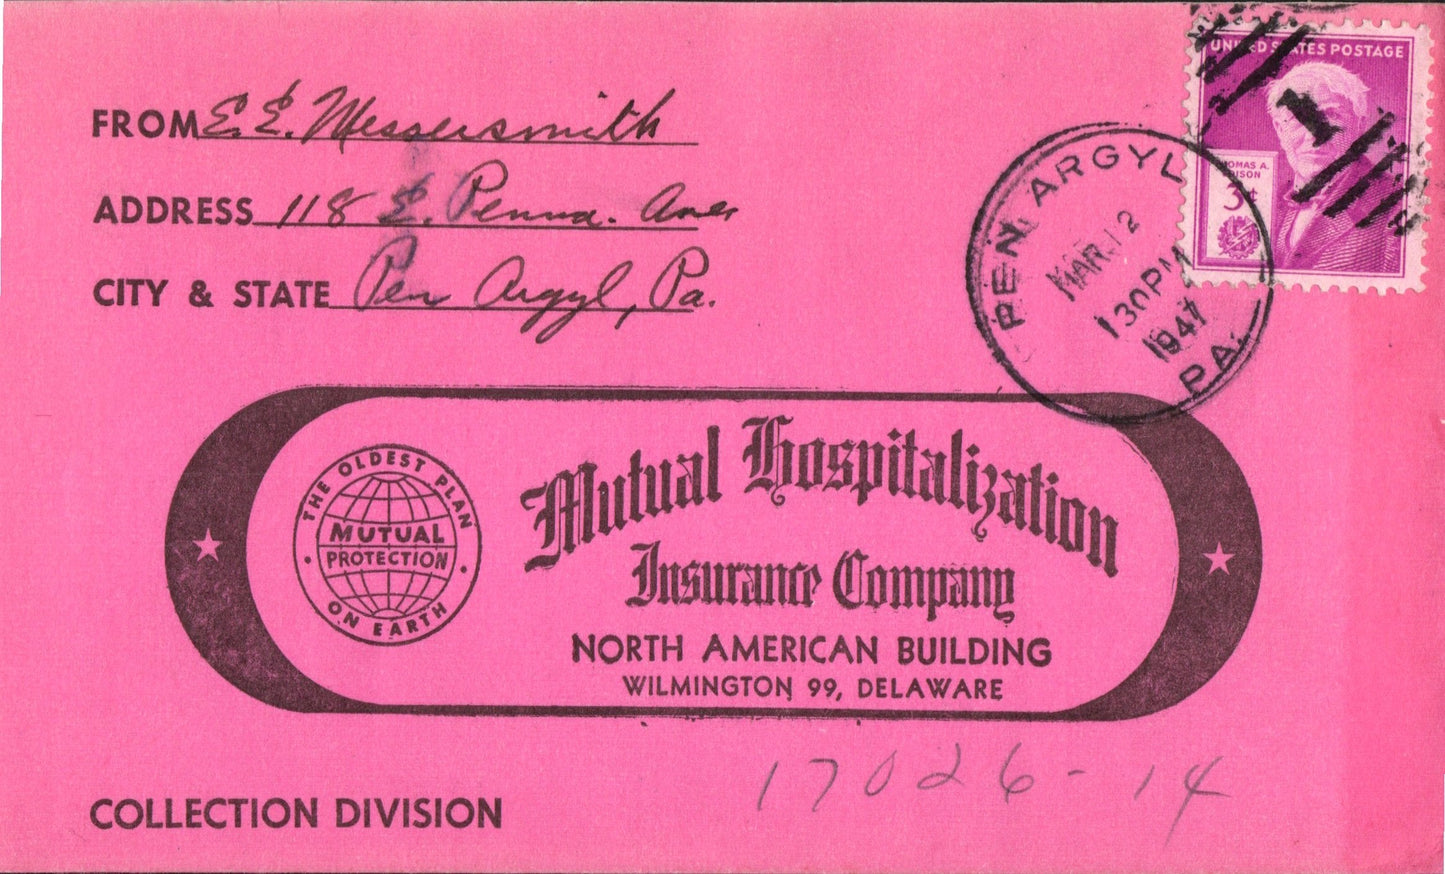 FROM E. E. Messersmith
ADDRESS 118 E. Penna. Ave
CITY & STATE Pen Argyl, Pa.
UNITED STATES POSTAGE
THOMAS A.
EDISON
3¢
1
PEN ARGYL
MAR 12
130 PM
1947
PA.
THE OLDEST PLAN
MUTUAL
PROTECTION
ON EARTH
Mutual Hospitalization
Insurance Company
NORTH AMERICAN BUILDING
WILMINGTON 99, DELAWARE
17026-14
COLLECTION DIVISION